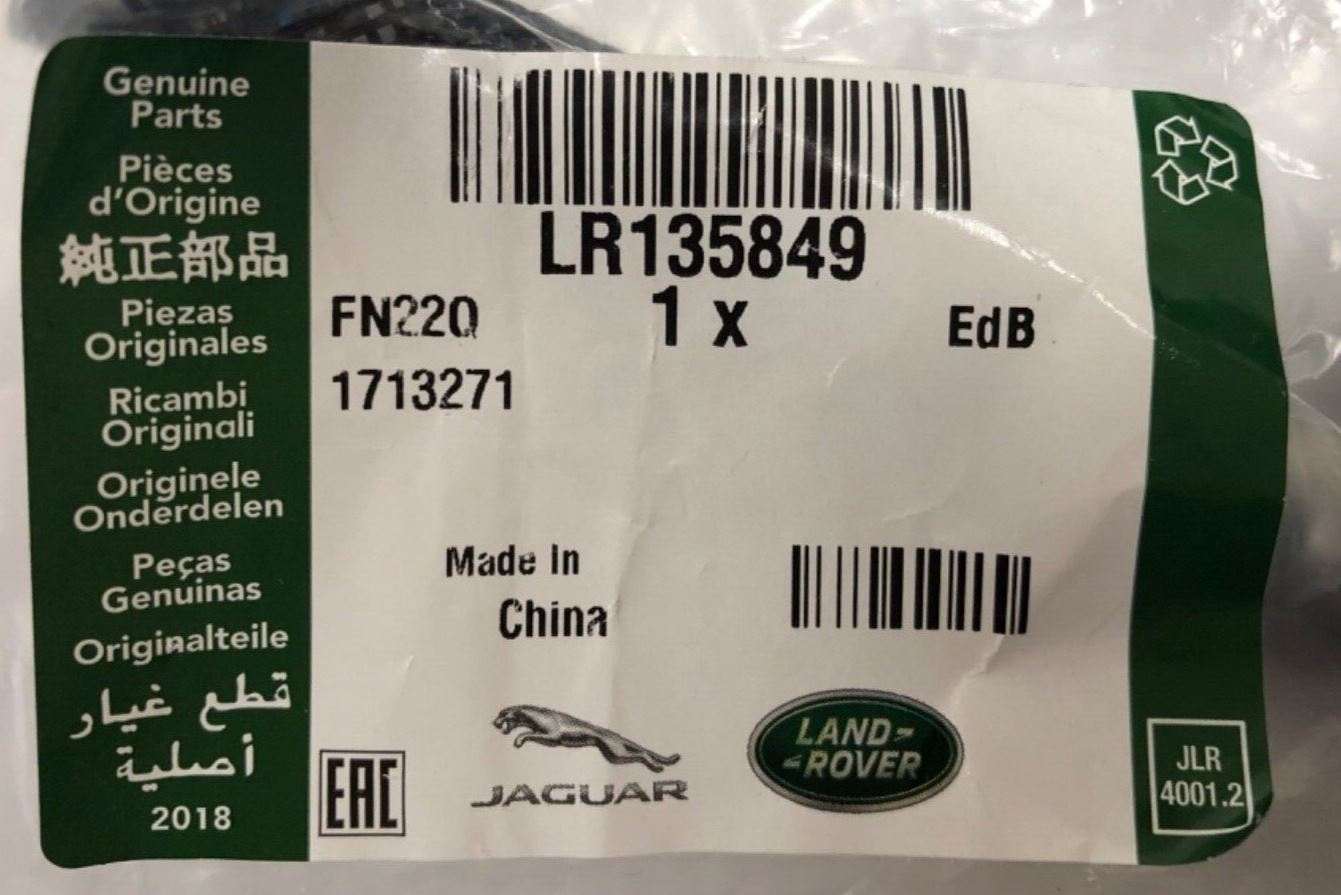 Genuine
Parts
Pièces
d'Origine
純正部品
Piezas
Originales
Ricambi
Originali
Originele
Onderdelen
Peças
Genuinas
Originalteile
قطع غيار
أصلية
2018
LR135849
FN22Q 1 x EdB
1713271
Made In
China
EAC
JAGUAR
LAND-
-ROVER
JLR
4001.2